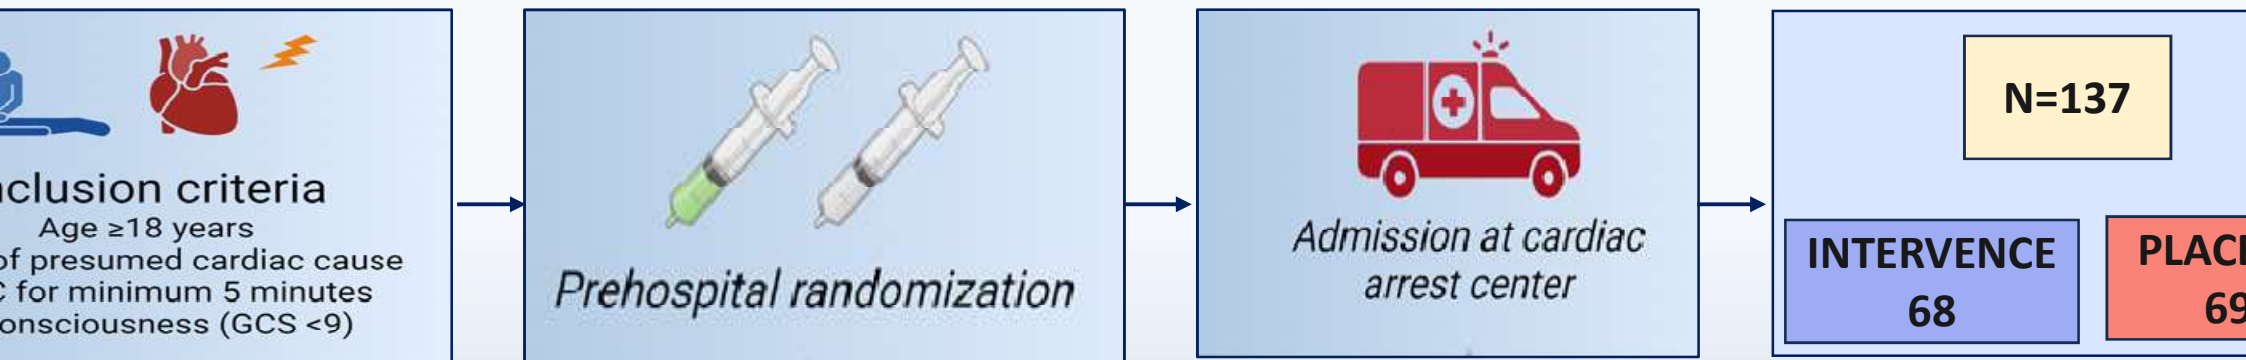 nclusion criteria
Age ≥18 years
of presumed cardiac cause
C for minimum 5 minutes
onsciousness (GCS <9)
Prehospital randomization
Admission at cardiac
arrest center
N=137
INTERVENCE
68
PLACE
69